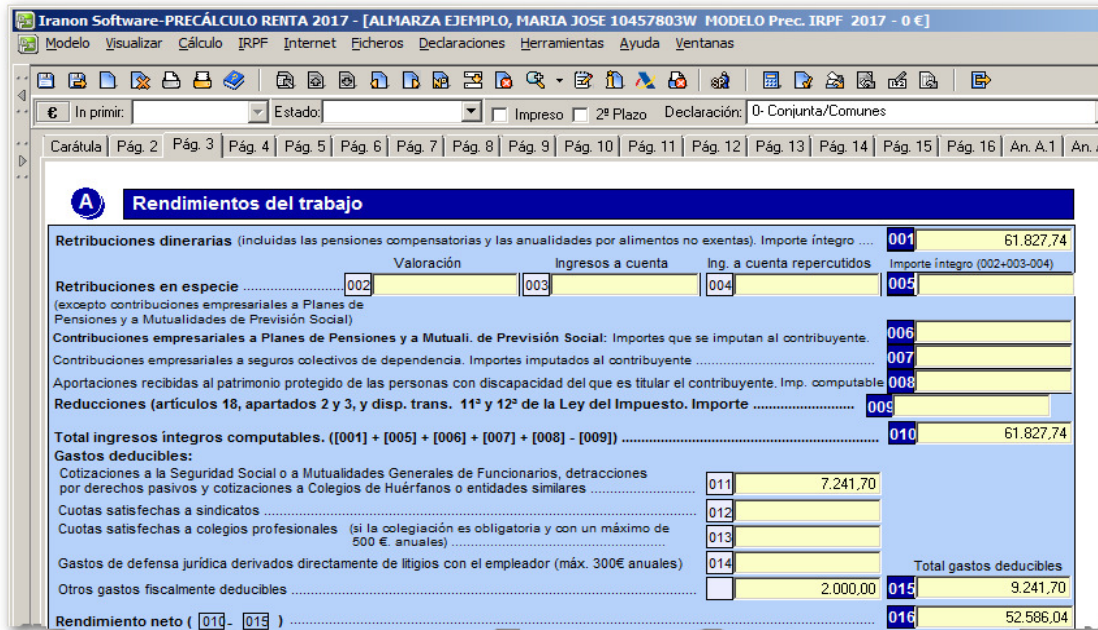 Iranon Software-PRECÁLCULO RENTA 2017 - [ALMARZA EJEMPLO, MARIA JOSE 10457803W MODELO Prec. IRPF 2017 - 0 €]
Modelo Visualizar Cálculo IRPF Internet Ficheros Declaraciones Herramientas Ayuda Ventanas
€ In primir: Estado: Impreso 2º Plazo Declaración: 0- Conjunta/Comunes
Carátula Pág. 2 Pág. 3 Pág. 4 Pág. 5 Pág. 6 Pág. 7 Pág. 8 Pág. 9 Pág. 10 Pág. 11 Pág. 12 Pág. 13 Pág. 14 Pág. 15 Pág. 16 An. A.1 An.
A Rendimientos del trabajo
Retribuciones dinerarias (incluidas las pensiones compensatorias y las anualidades por alimentos no exentas). Importe íntegro .... 001 61.827,74
Valoración Ingresos a cuenta Ing. a cuenta repercutidos Importe íntegro (002+003-004)
Retribuciones en especie ............................ 002 003 004 005
(excepto contribuciones empresariales a Planes de
Pensiones y a Mutualidades de Previsión Social)
Contribuciones empresariales a Planes de Pensiones y a Mutuali. de Previsión Social: Importes que se imputan al contribuyente. 006
Contribuciones empresariales a seguros colectivos de dependencia. Importes imputados al contribuyente ............................................ 007
Aportaciones recibidas al patrimonio protegido de las personas con discapacidad del que es titular el contribuyente. Imp. computable 008
Reducciones (artículos 18, apartados 2 y 3, y disp. trans. 11ª y 12ª de la Ley del Impuesto. Importe .......................... 009
Total ingresos íntegros computables. ([001] + [005] + [006] + [007] + [008] - [009]) ................................................................ 010 61.827,74
Gastos deducibles:
Cotizaciones a la Seguridad Social o a Mutualidades Generales de Funcionarios, detracciones
por derechos pasivos y cotizaciones a Colegios de Huérfanos o entidades similares .......................... 011 7.241,70
Cuotas satisfechas a sindicatos ............................................................................................................ 012
Cuotas satisfechas a colegios profesionales (si la colegiación es obligatoria y con un máximo de
500 €. anuales) ...................................................... 013
Gastos de defensa jurídica derivados directamente de litigios con el empleador (máx. 300€ anuales) 014 Total gastos deducibles
Otros gastos fiscalmente deducibles ..................................................................................................... 2.000,00 015 9.241,70
Rendimiento neto ( 010 - 015 ) ................................................................................................................................................ 016 52.586,04